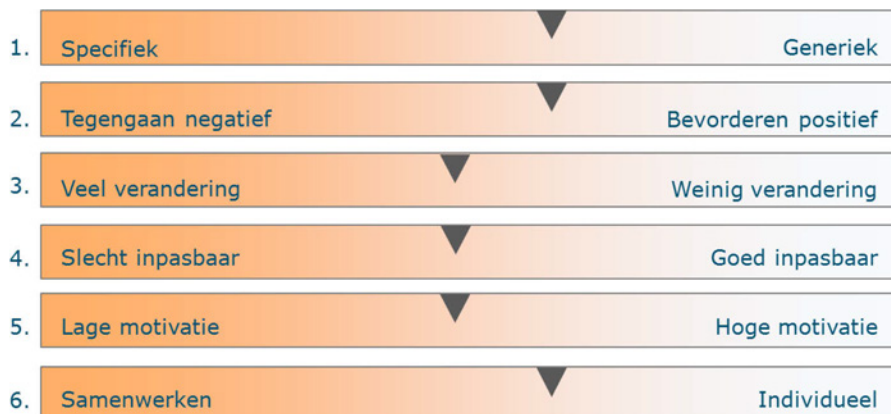 1. Specifiek Generiek
2. Tegengaan negatief Bevorderen positief
3. Veel verandering Weinig verandering
4. Slecht inpasbaar Goed inpasbaar
5. Lage motivatie Hoge motivatie
6. Samenwerken Individueel